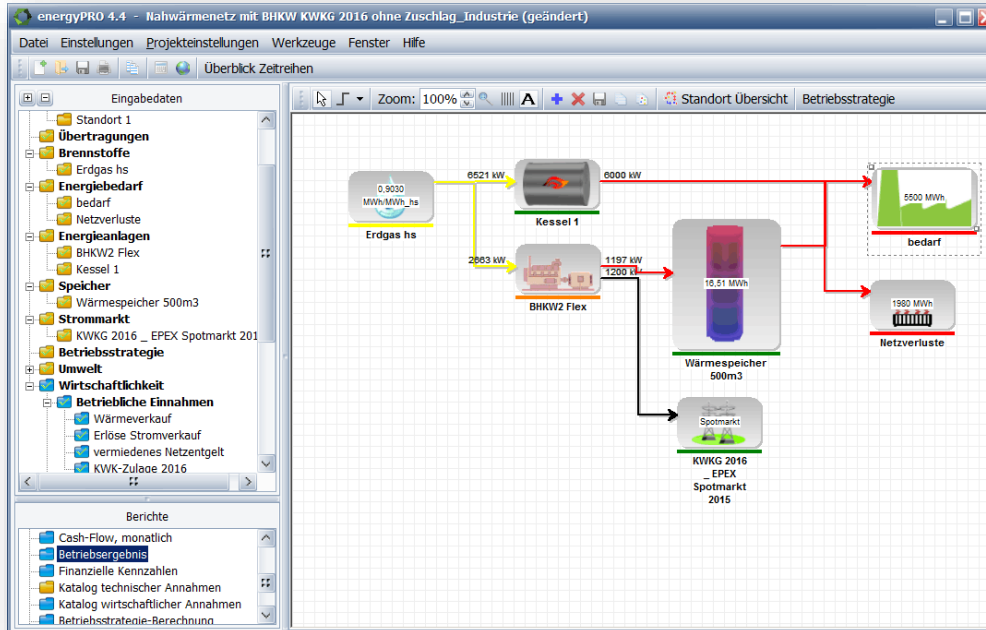 energyPRO 4.4 - Nahwärmenetz mit BHKW KWKG 2016 ohne Zuschlag_Industrie (geändert)
Datei Einstellungen Projekteinstellungen Werkzeuge Fenster Hilfe
Überblick Zeitreihen
Eingabedaten
Standort 1
Übertragungen
Brennstoffe
Erdgas hs
Energiebedarf
bedarf
Netzverluste
Energieanlagen
BHKW2 Flex
Kessel 1
Speicher
Wärmespeicher 500m3
Strommarkt
KWKG 2016 _ EPEX Spotmarkt 201
Betriebsstrategie
Umwelt
Wirtschaftlichkeit
Betriebliche Einnahmen
Wärmeverkauf
Erlöse Stromverkauf
vermiedenes Netzentgelt
KWK-Zulage 2016
Berichte
Cash-Flow, monatlich
Betriebsergebnis
Finanzielle Kennzahlen
Katalog technischer Annahmen
Katalog wirtschaftlicher Annahmen
Betriebsstrategie-Berechnung
Zoom: 100% A Standort Übersicht Betriebsstrategie
0,9030
MWh/MWh_hs
Erdgas hs
6521 kW
6000 kW
Kessel 1
2663 kW
1197 kW
1200 kW
BHKW2 Flex
16,51 MWh
Wärmespeicher
500m3
5500 MWh
bedarf
1980 MWh
Netzverluste
Spotmarkt
KWKG 2016
_ EPEX
Spotmarkt
2015